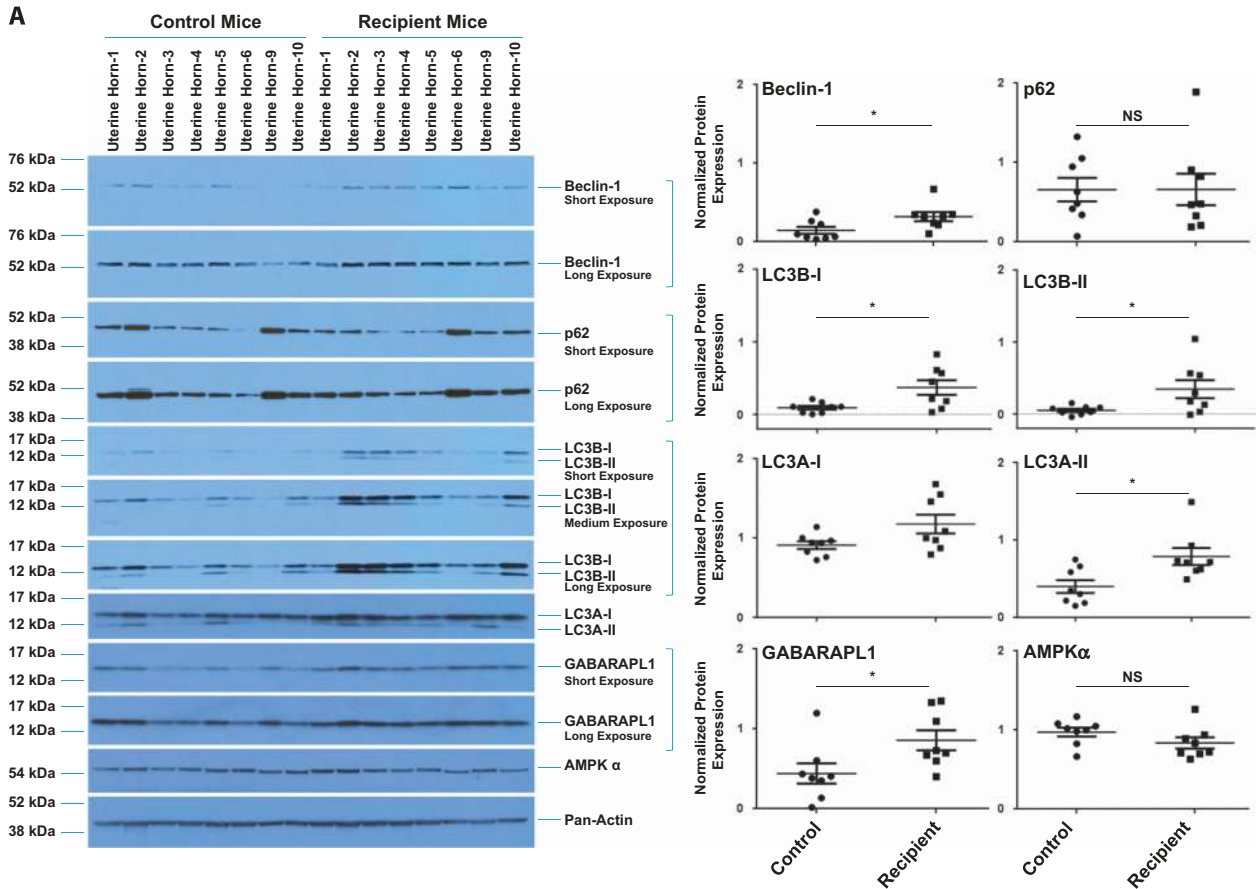 A
Control Mice
Recipient Mice
Uterine Horn-1
Uterine Horn-2
Uterine Horn-3
Uterine Horn-4
Uterine Horn-5
Uterine Horn-6
Uterine Horn-9
Uterine Horn-10
Uterine Horn-1
Uterine Horn-2
Uterine Horn-3
Uterine Horn-4
Uterine Horn-5
Uterine Horn-6
Uterine Horn-9
Uterine Horn-10
76 kDa
52 kDa
Beclin-1
Short Exposure
76 kDa
52 kDa
Beclin-1
Long Exposure
52 kDa
38 kDa
p62
Short Exposure
52 kDa
38 kDa
p62
Long Exposure
17 kDa
12 kDa
LC3B-I
LC3B-II
Short Exposure
17 kDa
12 kDa
LC3B-I
LC3B-II
Medium Exposure
17 kDa
12 kDa
LC3B-I
LC3B-II
Long Exposure
17 kDa
12 kDa
LC3A-I
LC3A-II
17 kDa
12 kDa
GABARAPL1
Short Exposure
17 kDa
12 kDa
GABARAPL1
Long Exposure
54 kDa
AMPK α
52 kDa
38 kDa
Pan-Actin
Normalized Protein
Expression
2
1
0
Beclin-1
*
2
1
0
p62
NS
Normalized Protein
Expression
2
1
0
LC3B-I
*
2
1
0
LC3B-II
*
Normalized Protein
Expression
2
1
0
LC3A-I
2
1
0
LC3A-II
*
Normalized Protein
Expression
2
1
0
GABARAPL1
*
2
1
0
AMPKα
NS
Control
Recipient
Control
Recipient